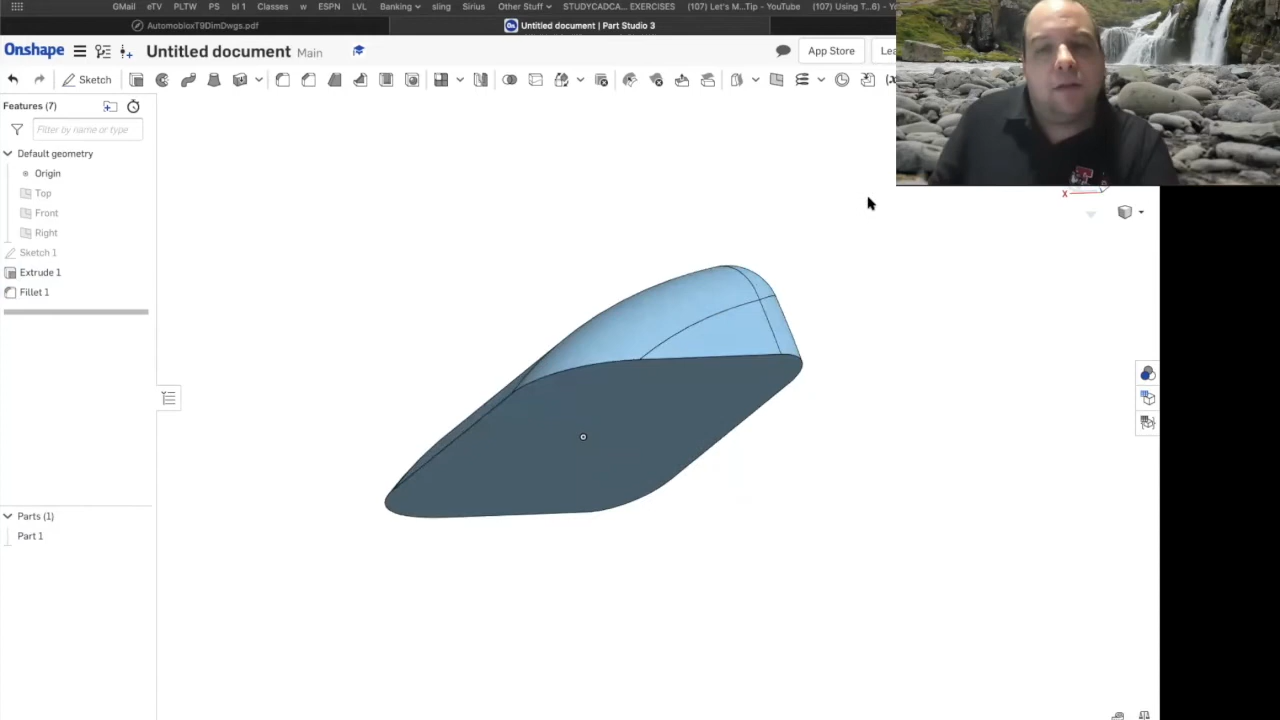 GMail eTV PLTW PS bl 1 Classes w ESPN LVL Banking sling Sirius Other Stuff STUDYCADCA... EXERCISES (107) Let's M...Tip - YouTube (107) Using T...6) - Yo
AutomobloxT9DimDwgs.pdf
On Untitled document | Part Studio 3
Onshape
Untitled document Main
App Store
Lea
Sketch
Features (7)
Filter by name or type
Default geometry
Origin
Top
Front
Right
Sketch 1
Extrude 1
Fillet 1
Parts (1)
Part 1
X